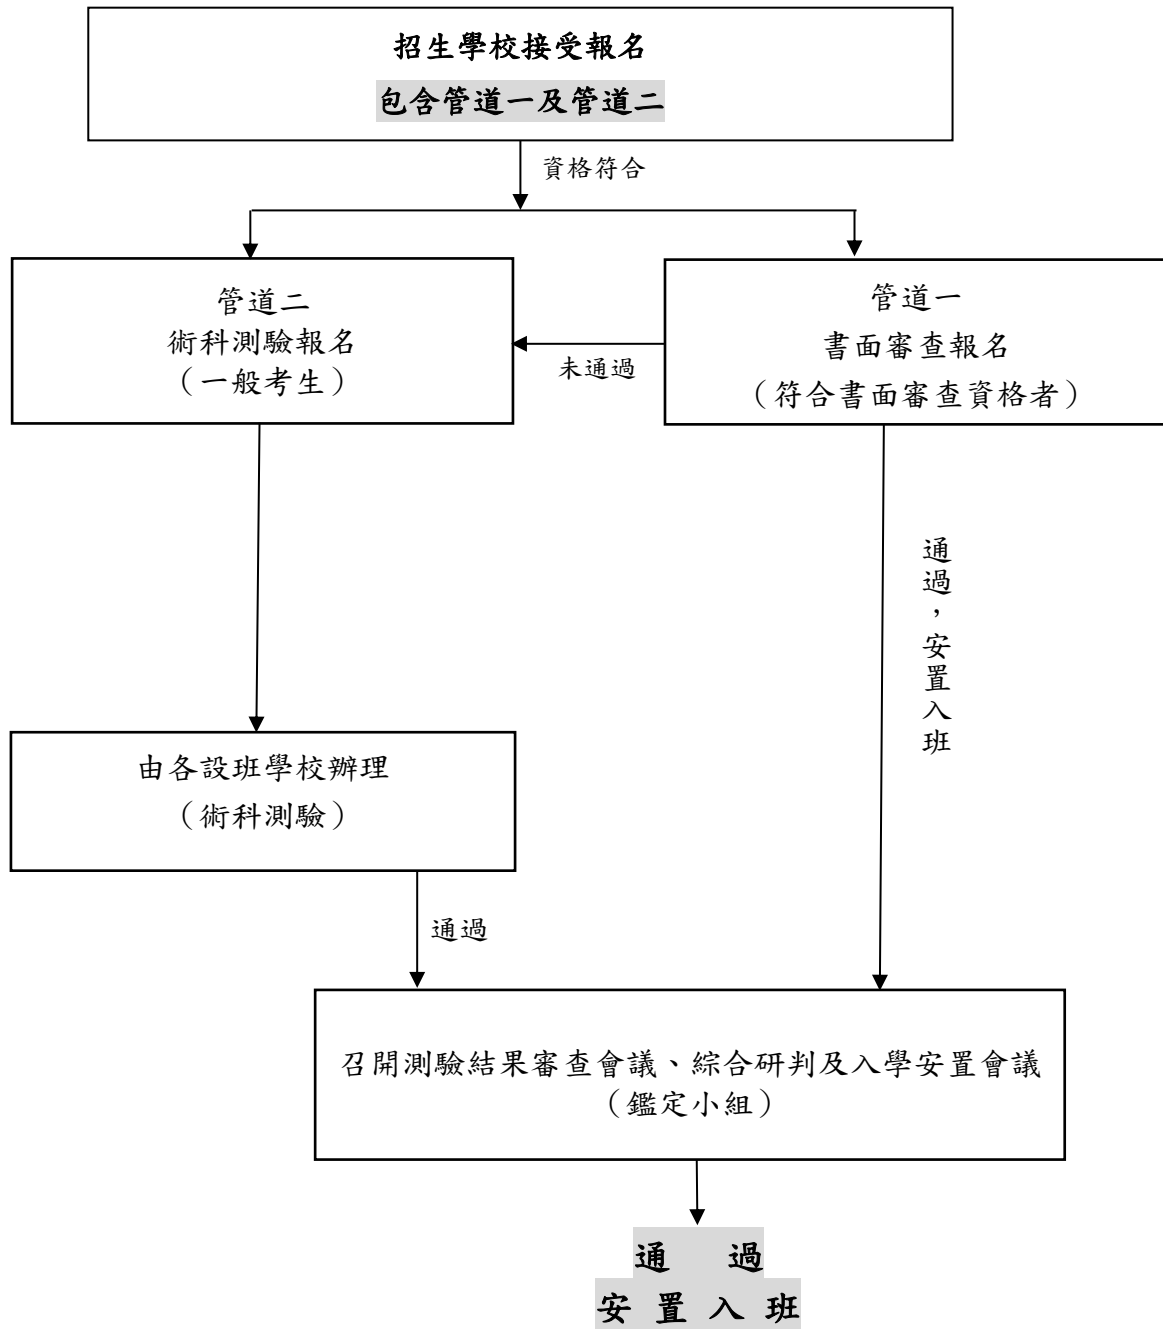 招生學校接受報名
包含管道一及管道二
資格符合
管道二
術科測驗報名
（一般考生）
未通過
管道一
書面審查報名
（符合書面審查資格者）
通過，安置入班
由各設班學校辦理
（術科測驗）
通過
召開測驗結果審查會議、綜合研判及入學安置會議
（鑑定小組）
通 過
安 置 入 班